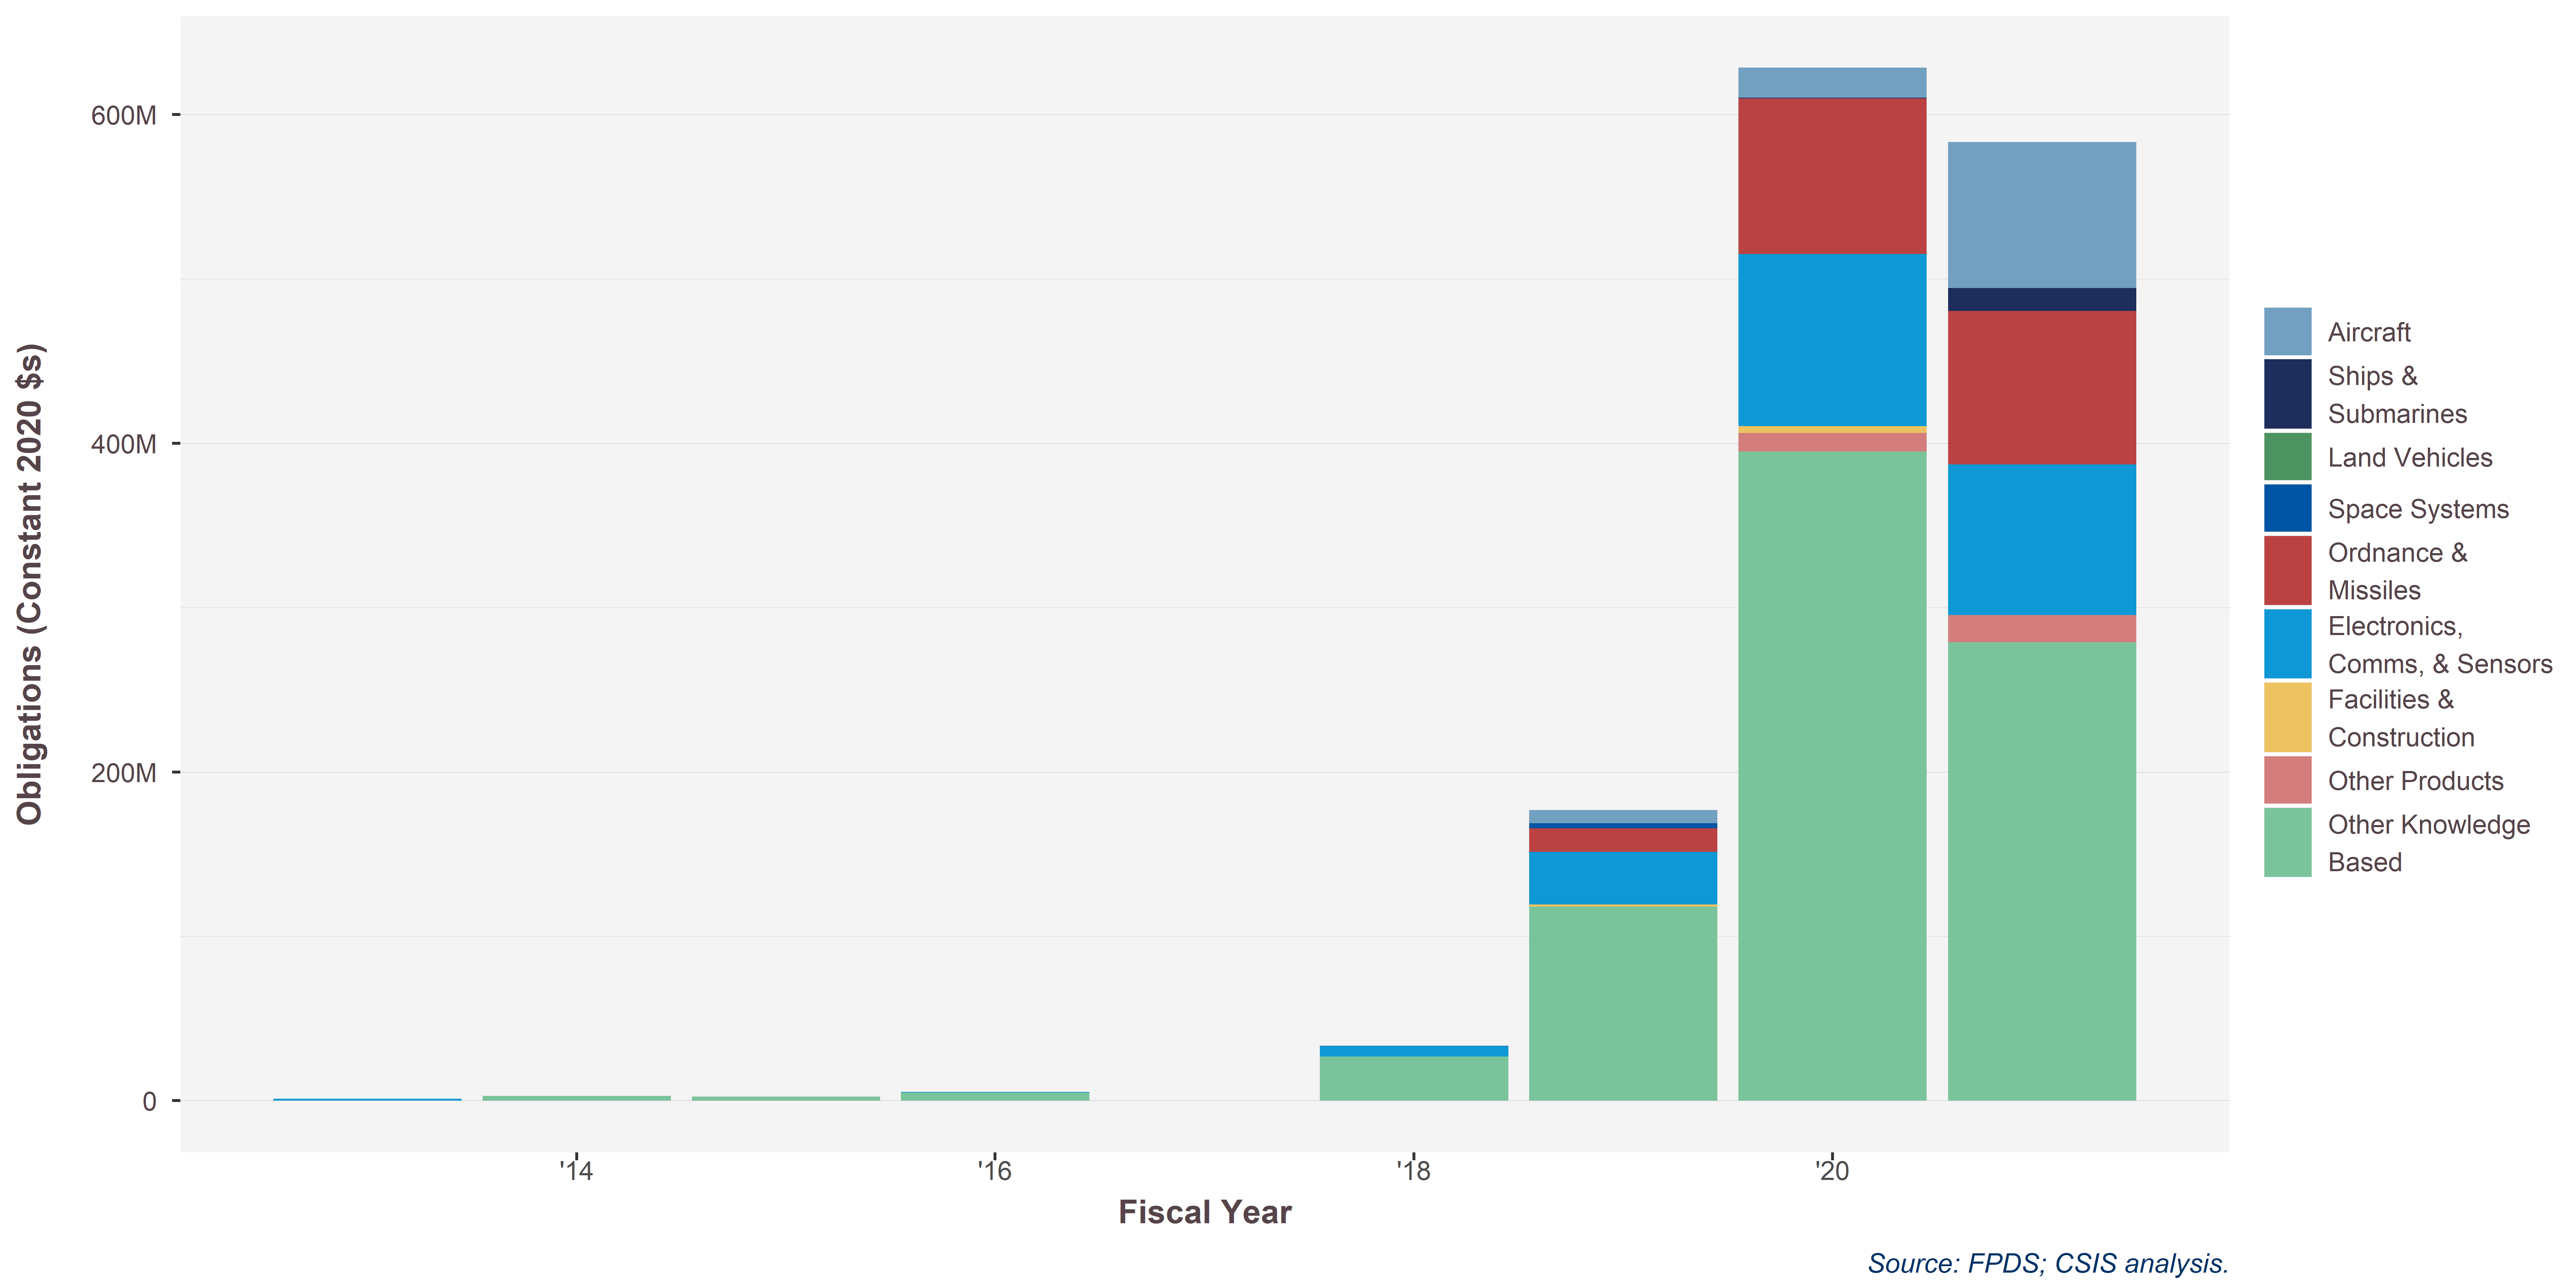 Obligations (Constant 2020 $s)
600M
400M
200M
0
'14
'16
'18
'20
Fiscal Year
Aircraft
Ships &
Submarines
Land Vehicles
Space Systems
Ordnance &
Missiles
Electronics,
Comms, & Sensors
Facilities &
Construction
Other Products
Other Knowledge
Based
Source: FPDS; CSIS analysis.